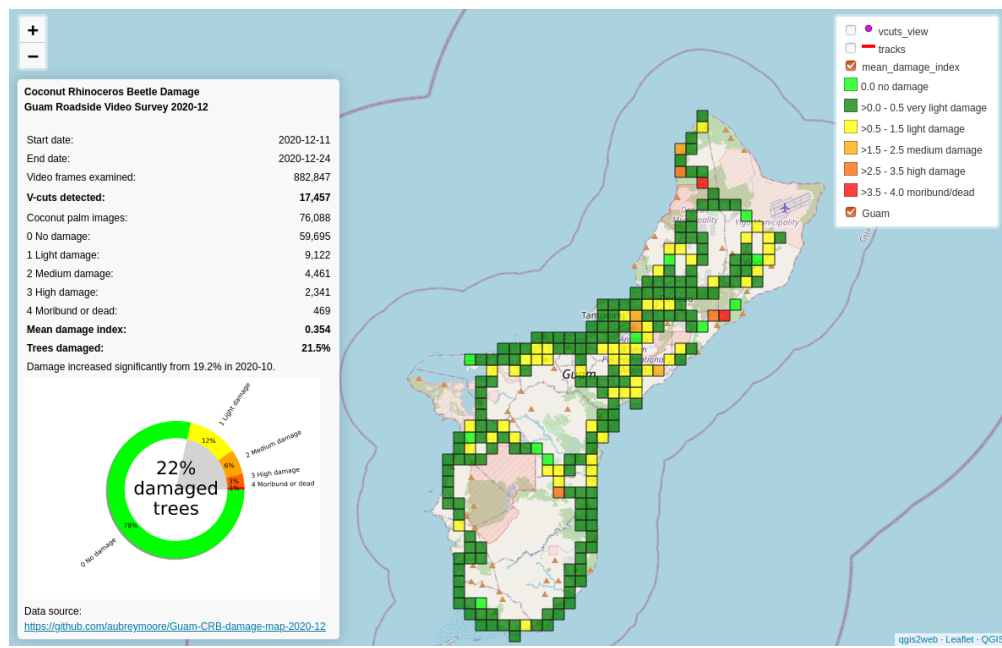 +
−
Coconut Rhinoceros Beetle Damage
Guam Roadside Video Survey 2020-12
Start date: 2020-12-11
End date: 2020-12-24
Video frames examined: 882,847
V-cuts detected: 17,457
Coconut palm images: 76,088
0 No damage: 59,695
1 Light damage: 9,122
2 Medium damage: 4,461
3 High damage: 2,341
4 Moribund or dead: 469
Mean damage index: 0.354
Trees damaged: 21.5%
Damage increased significantly from 19.2% in 2020-10.
1 Light damage
12%
2 Medium damage
6%
3 High damage
3%
4 Moribund or dead
1%
22%
damaged
trees
78%
0 No damage
Data source:
https://github.com/aubreymoore/Guam-CRB-damage-map-2020-12
vcuts_view
tracks
mean_damage_index
0.0 no damage
>0.0 - 0.5 very light damage
>0.5 - 1.5 light damage
>1.5 - 2.5 medium damage
>2.5 - 3.5 high damage
>3.5 - 4.0 moribund/dead
Guam
Municipality
Yigo Municipality
Guam
qgis2web · Leaflet · QGIS